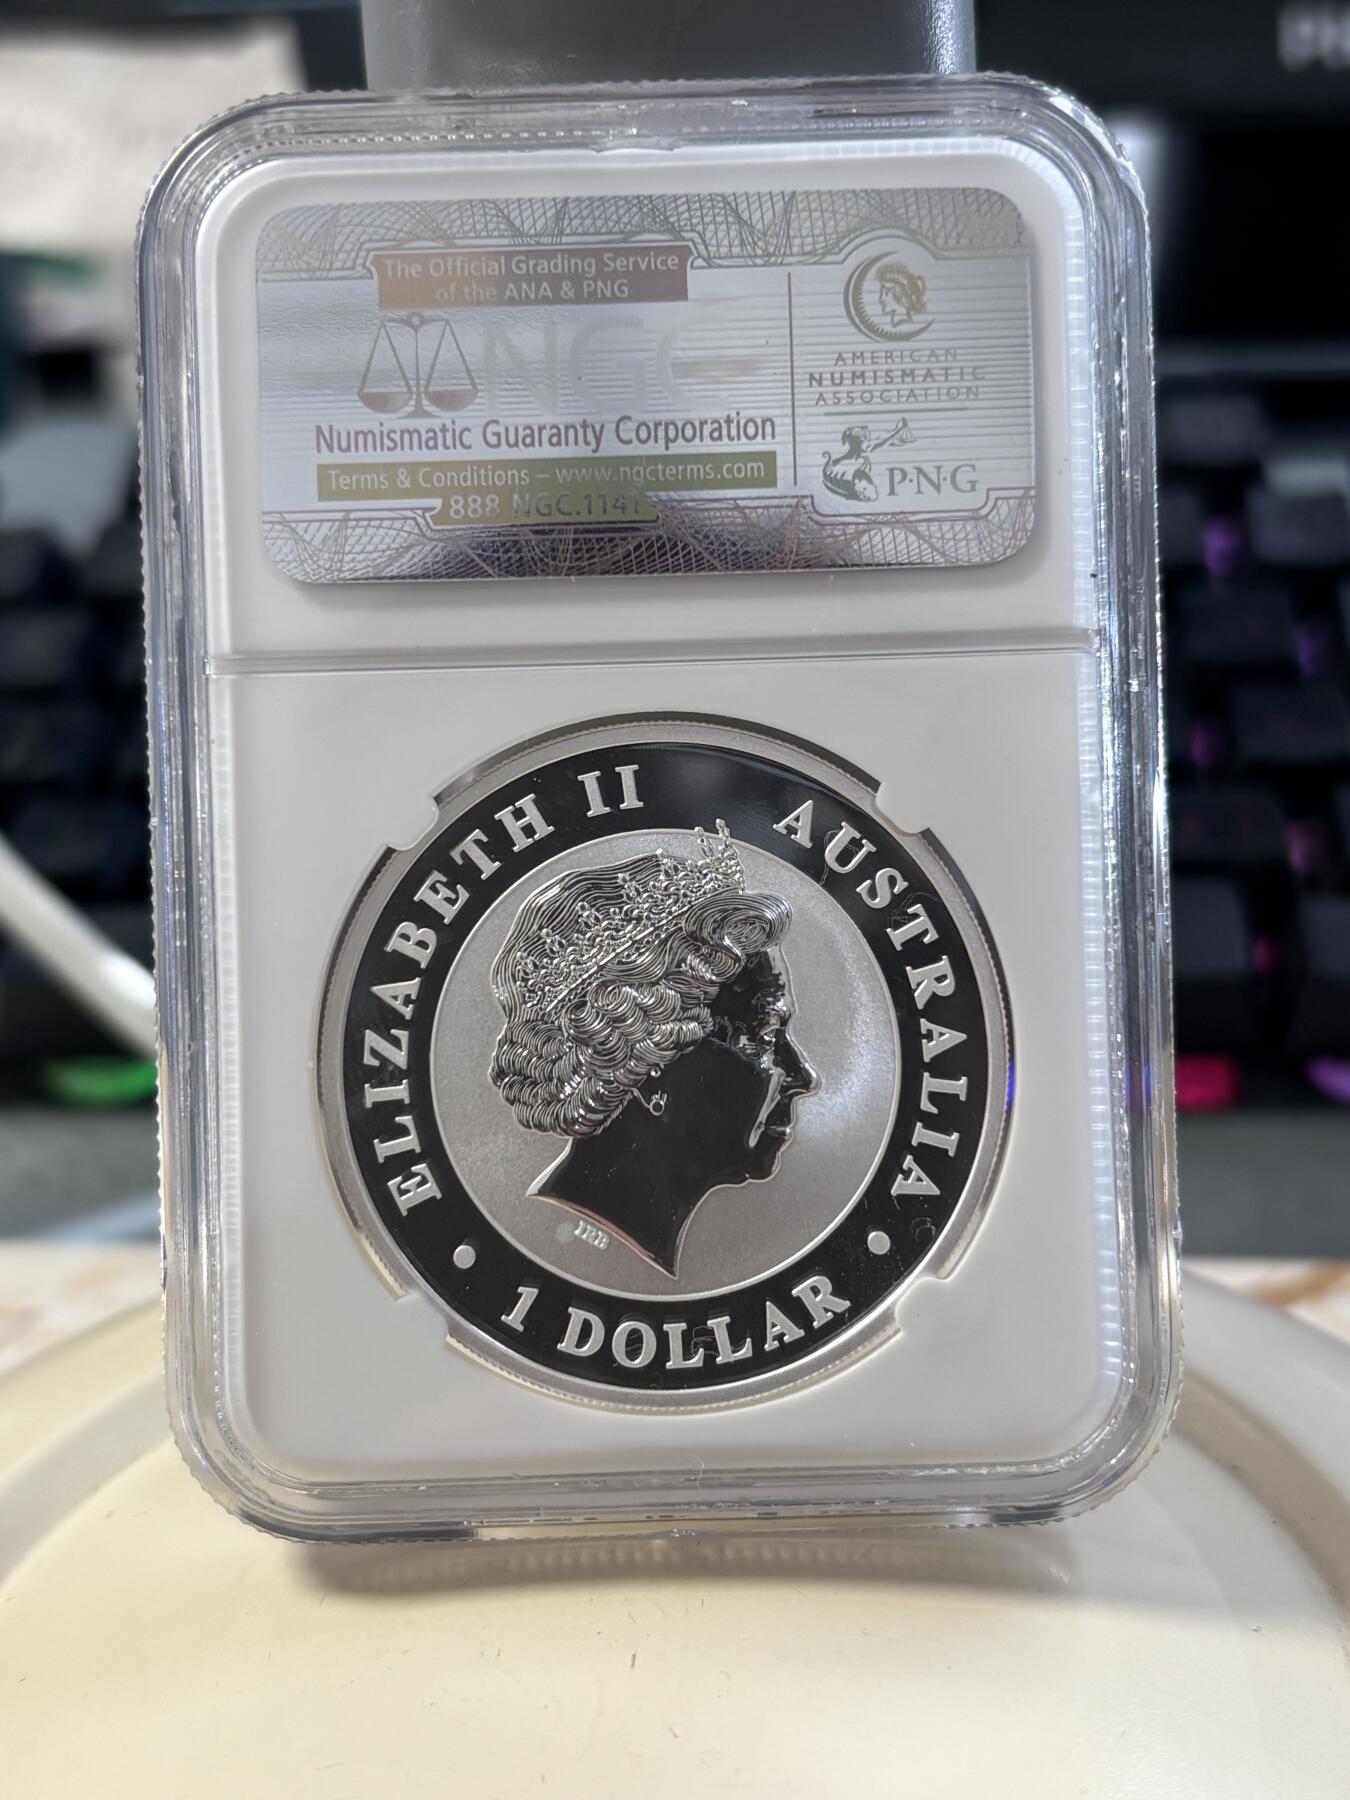 The Official Grading Service
of the ANA & PNG
NGC
Numismatic Guaranty Corporation
Terms & Conditions – www.ngcterms.com
888 NGC.1141
AMERICAN
NUMISMATIC
ASSOCIATION
P·N·G
ELIZABETH II AUSTRALIA
1 DOLLAR
IRB